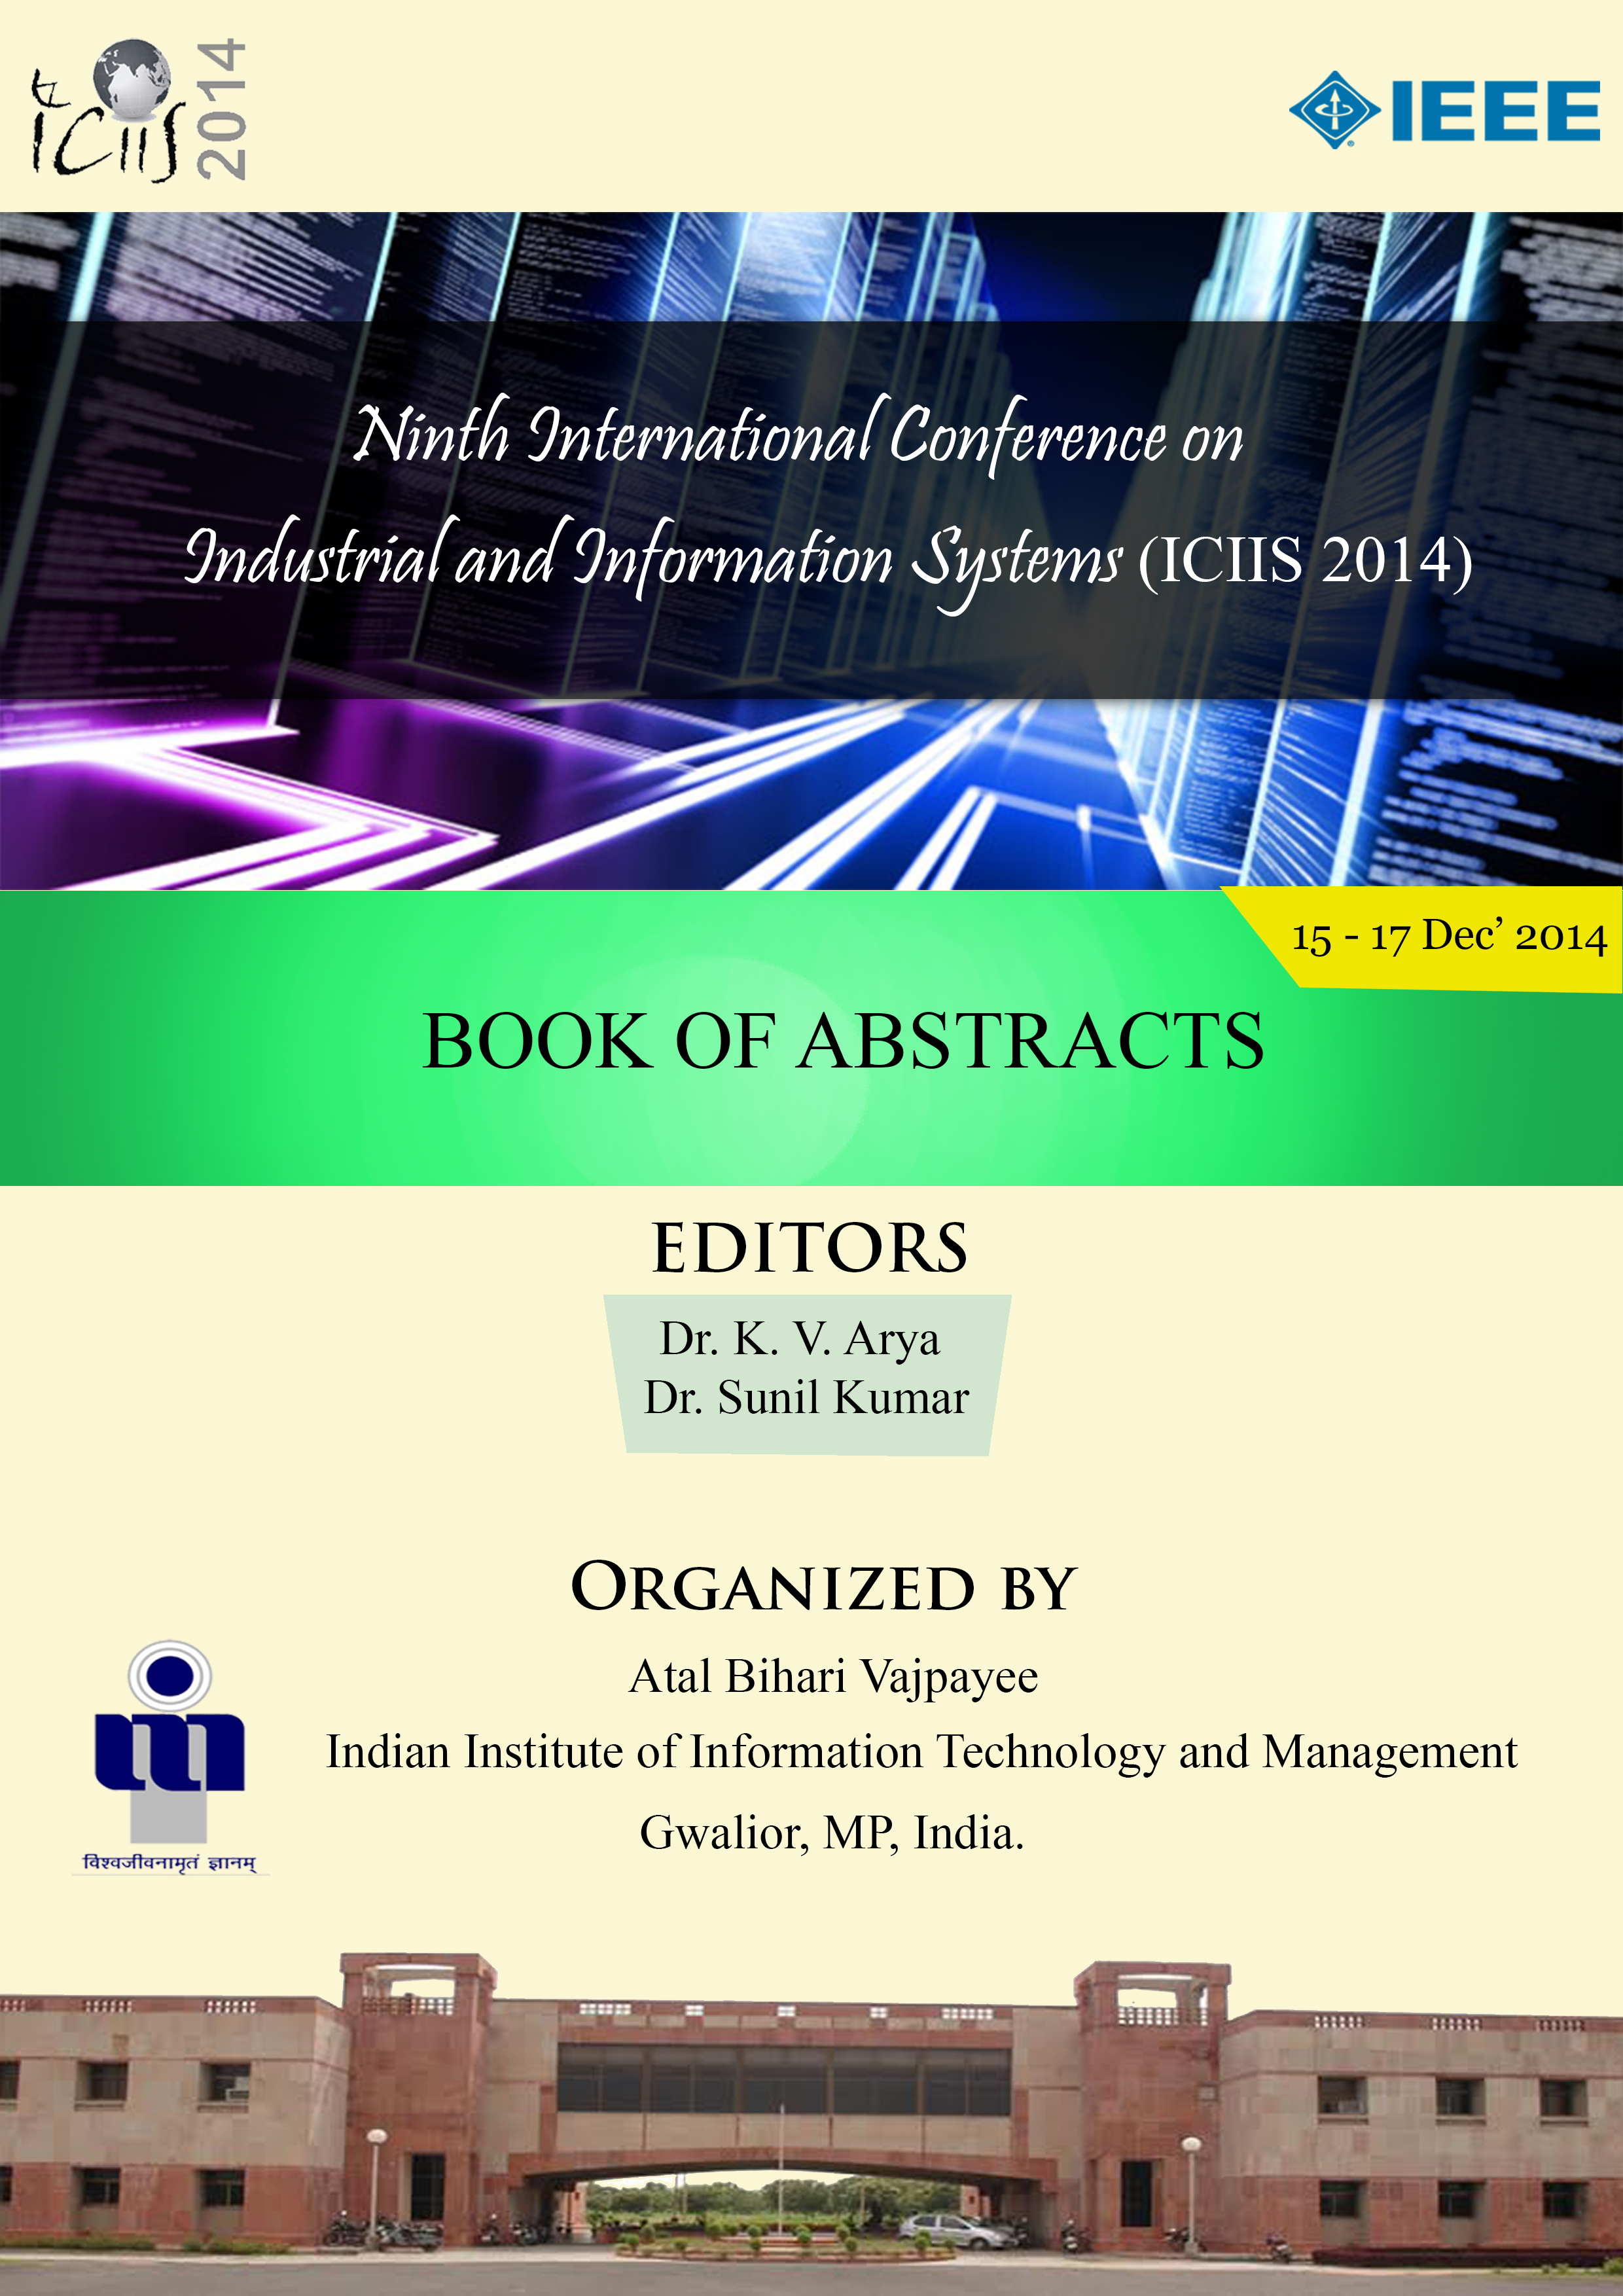 ICIIS
2014
IEEE
Ninth International Conference on
Industrial and Information Systems (ICIIS 2014)
15 - 17 Dec’ 2014
BOOK OF ABSTRACTS
EDITORS
Dr. K. V. Arya
Dr. Sunil Kumar
ORGANIZED BY
Atal Bihari Vajpayee
Indian Institute of Information Technology and Management
Gwalior, MP, India.
विश्वजीवनामृतं ज्ञानम्